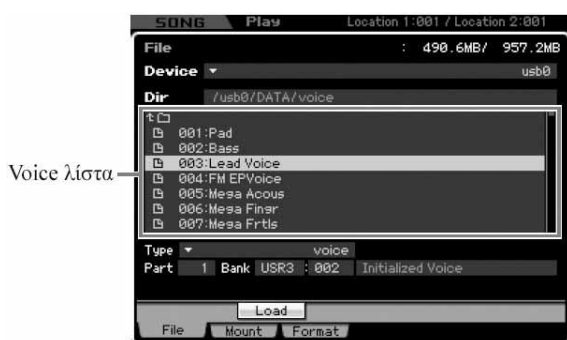 SONG Play Location 1:001 / Location 2:001
File : 490.6MB/ 957.2MB
Device usb0
Dir /usb0/DATA/voice
001:Pad
002:Bass
Voice λίστα
003:Lead Voice
004:FM EPVoice
005:Mega Acous
006:Mega Fingr
007:Mega Frtls
Type voice
Part 1 Bank USR3 : 002 Initialized Voice
Load
File Mount Format